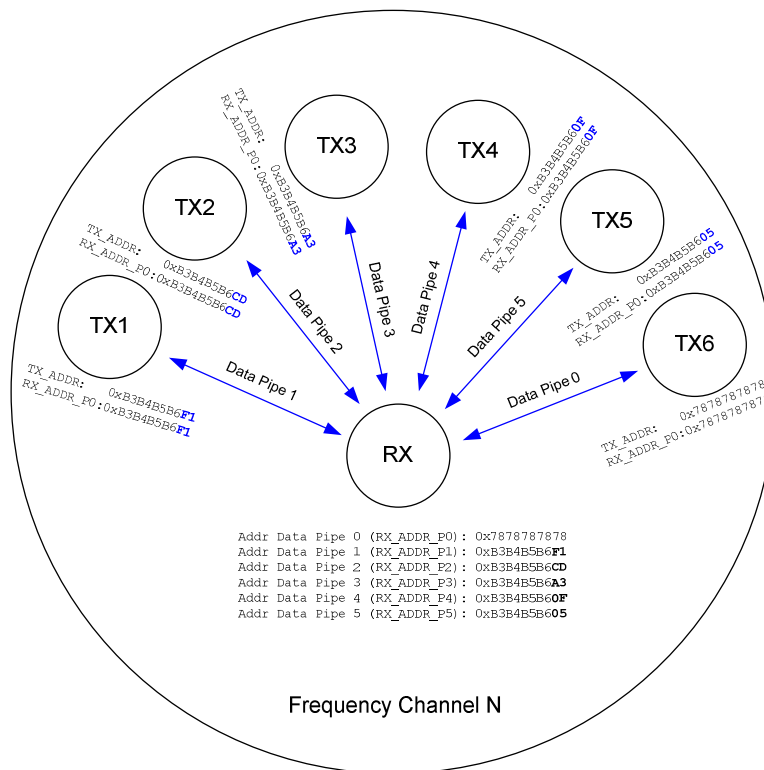 TX3
TX4
TX_ADDR: 0xB3B4B5B6A3
RX_ADDR_P0:0xB3B4B5B6A3
TX_ADDR: 0xB3B4B5B60F
RX_ADDR_P0:0xB3B4B5B60F
TX2
TX5
TX_ADDR: 0xB3B4B5B6CD
RX_ADDR_P0:0xB3B4B5B6CD
TX_ADDR: 0xB3B4B5B605
RX_ADDR_P0:0xB3B4B5B605
TX1
TX6
TX_ADDR: 0xB3B4B5B6F1
RX_ADDR_P0:0xB3B4B5B6F1
TX_ADDR:
RX_ADDR_P0:
Data Pipe 1
Data Pipe 2
Data Pipe 3
Data Pipe 4
Data Pipe 5
Data Pipe 0
RX
Addr Data Pipe 0 (RX_ADDR_P0): 0x7878787878
Addr Data Pipe 1 (RX_ADDR_P1): 0xB3B4B5B6F1
Addr Data Pipe 2 (RX_ADDR_P2): 0xB3B4B5B6CD
Addr Data Pipe 3 (RX_ADDR_P3): 0xB3B4B5B6A3
Addr Data Pipe 4 (RX_ADDR_P4): 0xB3B4B5B60F
Addr Data Pipe 5 (RX_ADDR_P5): 0xB3B4B5B605
Frequency Channel N